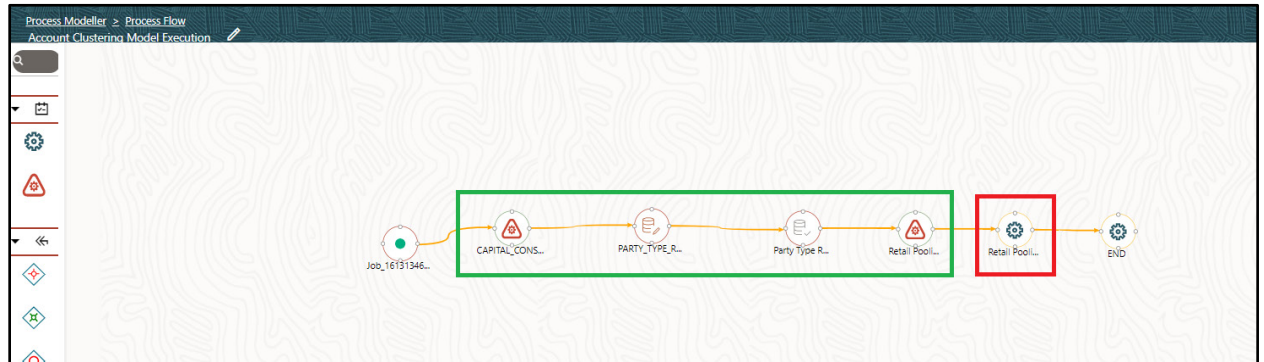 Process Modeller > Process Flow
Account Clustering Model Execution
Job_16131346...
CAPITAL_CONS...
PARTY_TYPE_R...
Party Type R...
Retail Pooli...
Retail Pooli...
END